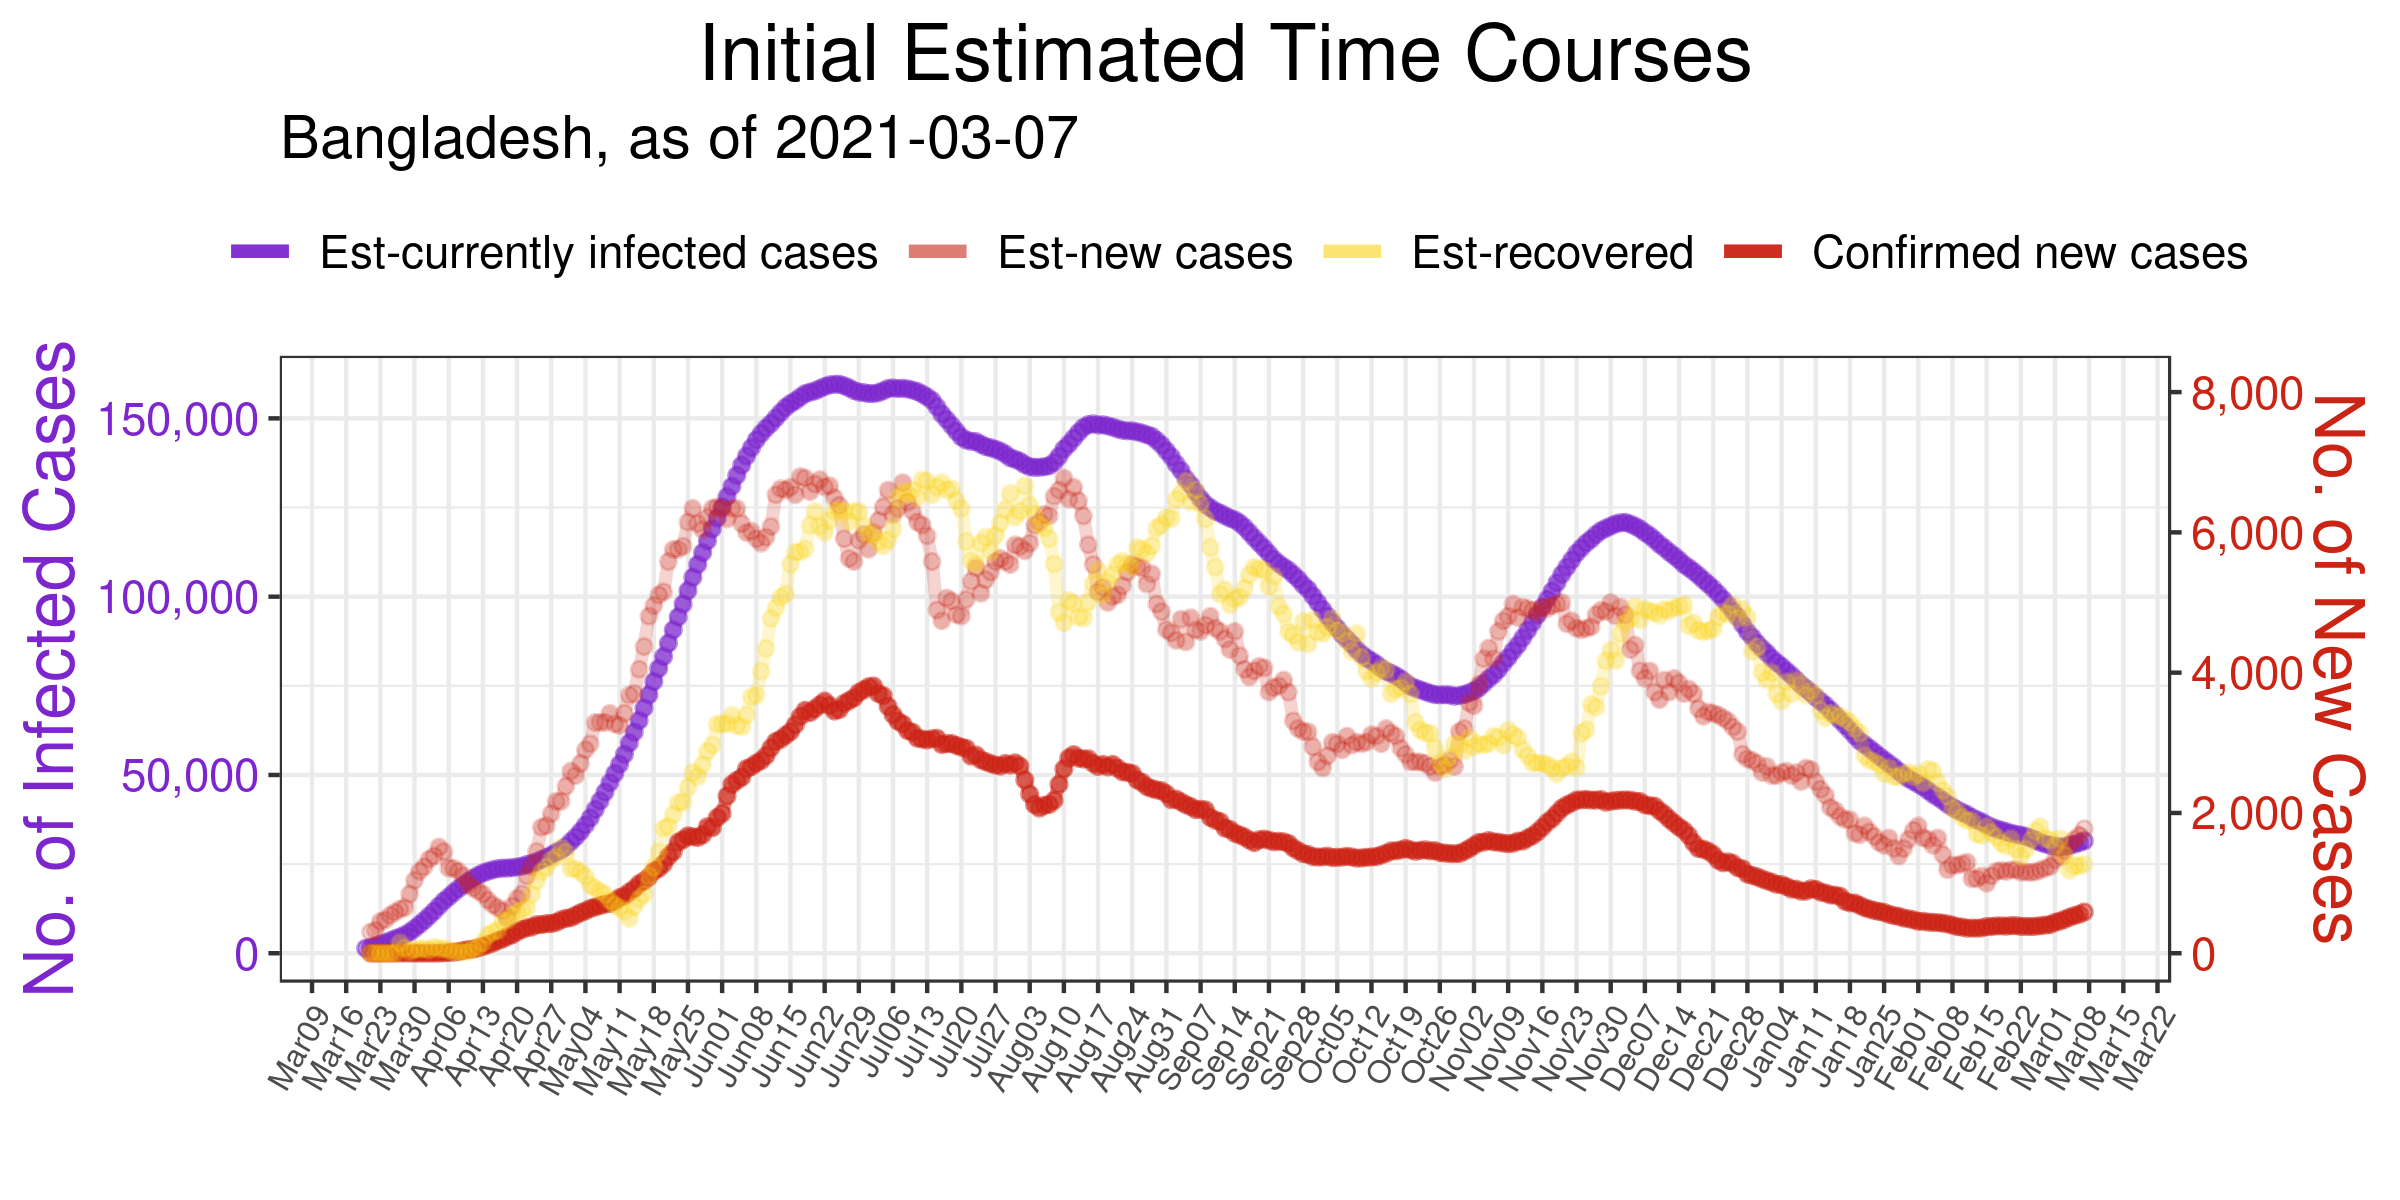 Initial Estimated Time Courses
Bangladesh, as of 2021-03-07
Est-currently infected cases Est-new cases Est-recovered Confirmed new cases
No. of Infected Cases
150,000
100,000
50,000
0
8,000
6,000
4,000
2,000
0
No. of New Cases
Mar09 Mar16 Mar23 Mar30 Apr06 Apr13 Apr20 Apr27 May04 May11 May18 May25 Jun01 Jun08 Jun15 Jun22 Jun29 Jul06 Jul13 Jul20 Jul27 Aug03 Aug10 Aug17 Aug24 Aug31 Sep07 Sep14 Sep21 Sep28 Oct05 Oct12 Oct19 Oct26 Nov02 Nov09 Nov16 Nov23 Nov30 Dec07 Dec14 Dec21 Dec28 Jan04 Jan11 Jan18 Jan25 Feb01 Feb08 Feb15 Feb22 Mar01 Mar08 Mar15 Mar22